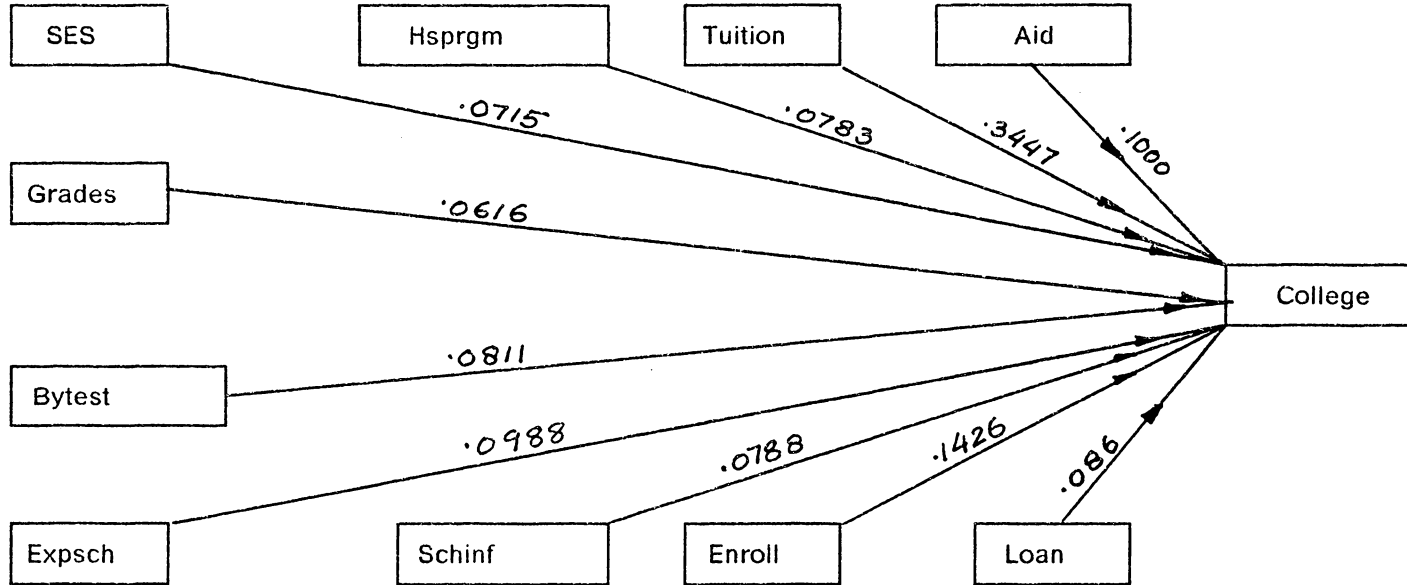 SES
Hsprgm
Tuition
Aid
.0715
.0783
.3447
.1000
Grades
.0616
College
.0811
Bytest
.0988
.0788
.1426
.086
Expsch
Schinf
Enroll
Loan